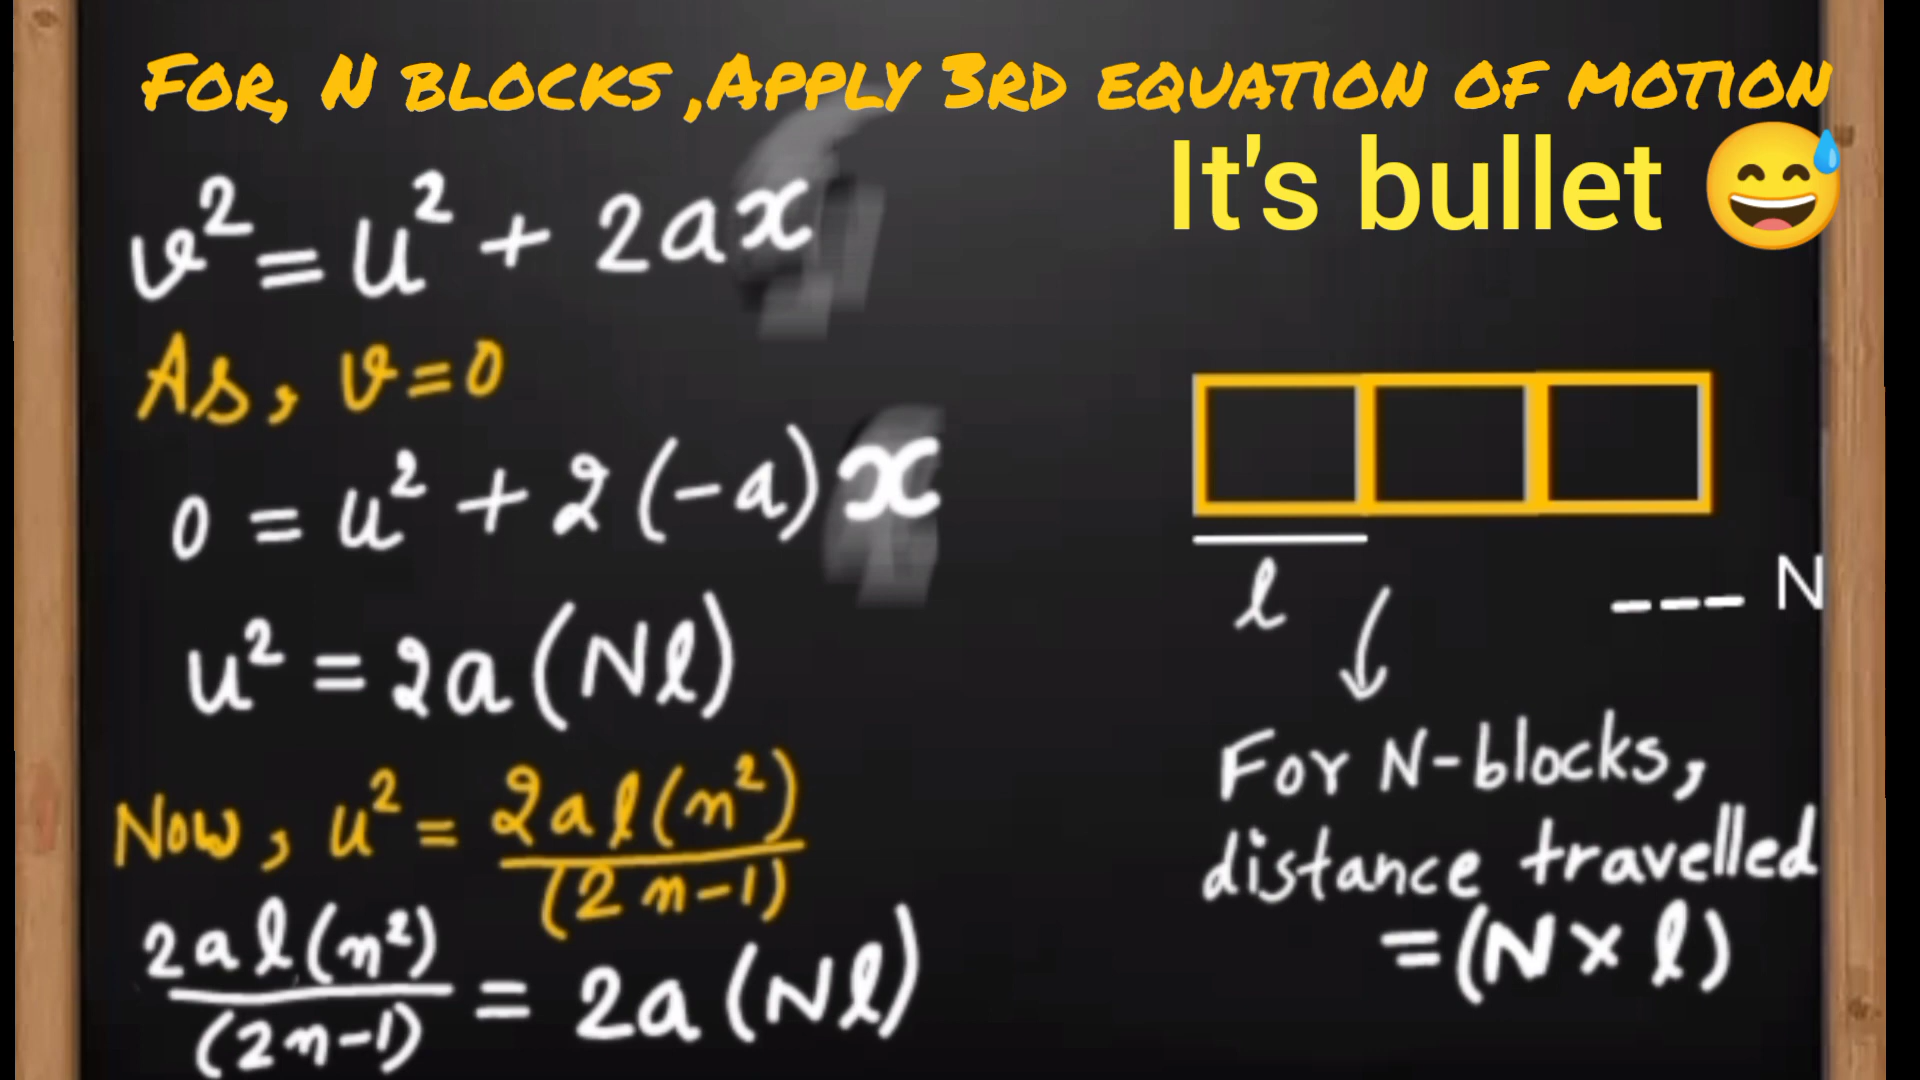 FOR, N BLOCKS ,APPLY 3RD EQUATION OF MOTION
It's bullet 😅
v² = u² + 2ax
As, v=0
0 = u² + 2(-a)x
u² = 2a(Nl)
Now, u² = 2al(n²)/(2n-1)
2al(n²)/(2n-1) = 2a(Nl)
l
--- N
For N-blocks,
distance travelled
=(N×l)